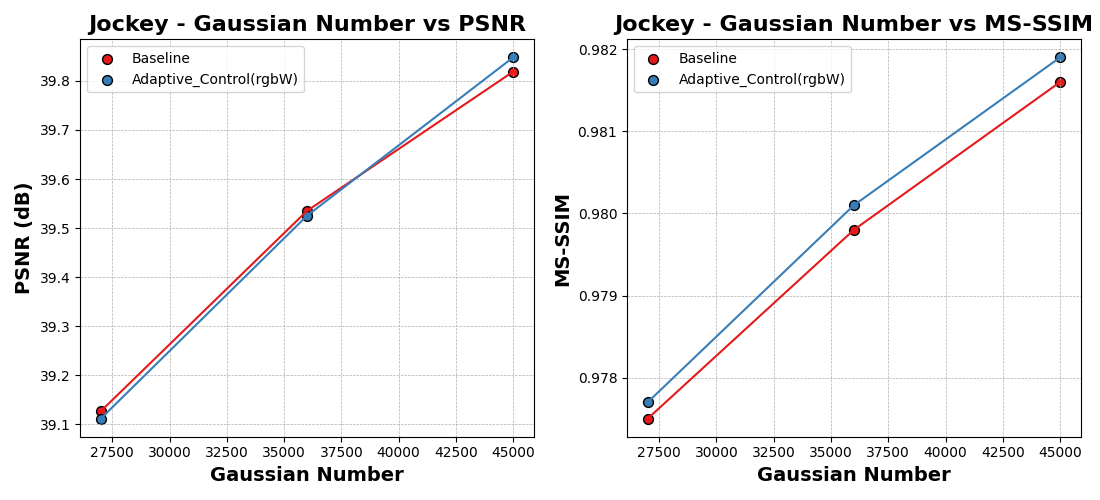 Jockey - Gaussian Number vs PSNR
Baseline
Adaptive_Control(rgbW)
PSNR (dB)
39.8
39.7
39.6
39.5
39.4
39.3
39.2
39.1
27500 30000 32500 35000 37500 40000 42500 45000
Gaussian Number
Jockey - Gaussian Number vs MS-SSIM
Baseline
Adaptive_Control(rgbW)
MS-SSIM
0.982
0.981
0.980
0.979
0.978
27500 30000 32500 35000 37500 40000 42500 45000
Gaussian Number